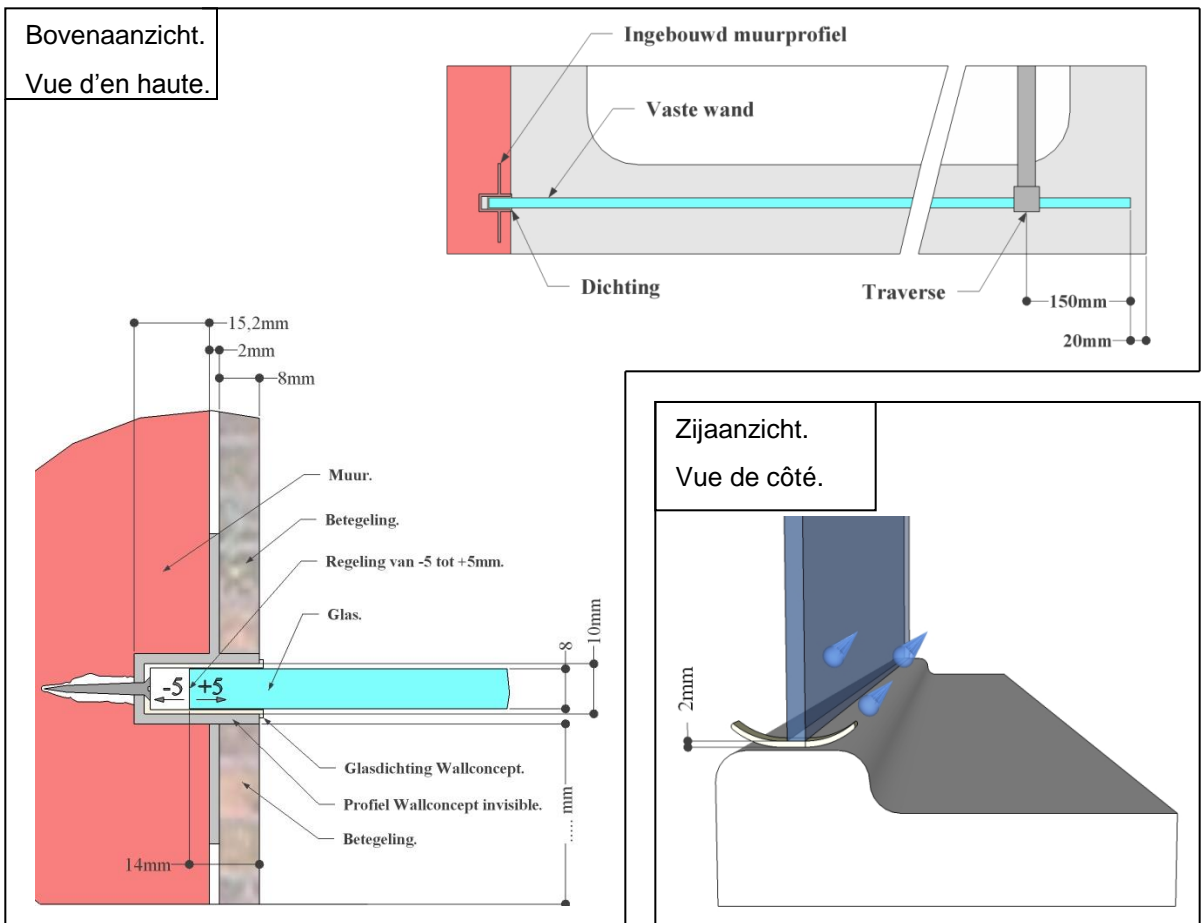 Bovenaanzicht.
Vue d'en haute.
Ingebouwd muurprofiel
Vaste wand
Dichting
Traverse
150mm
20mm
15,2mm
2mm
8mm
Muur.
Betegeling.
Regeling van -5 tot +5mm.
Glas.
-5 +5
8
10mm
Glasdichting Wallconcept.
Profiel Wallconcept invisible.
Betegeling.
14mm
..... mm
Zijaanzicht.
Vue de côté.
2mm